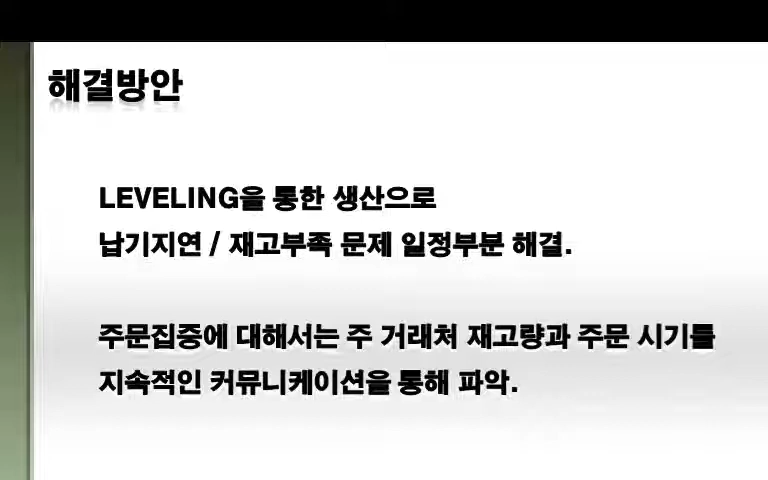 해결방안
LEVELING을 통한 생산으로
납기지연 / 재고부족 문제 일정부분 해결.
주문집중에 대해서는 주 거래처 재고량과 주문 시기를
지속적인 커뮤니케이션을 통해 파악.